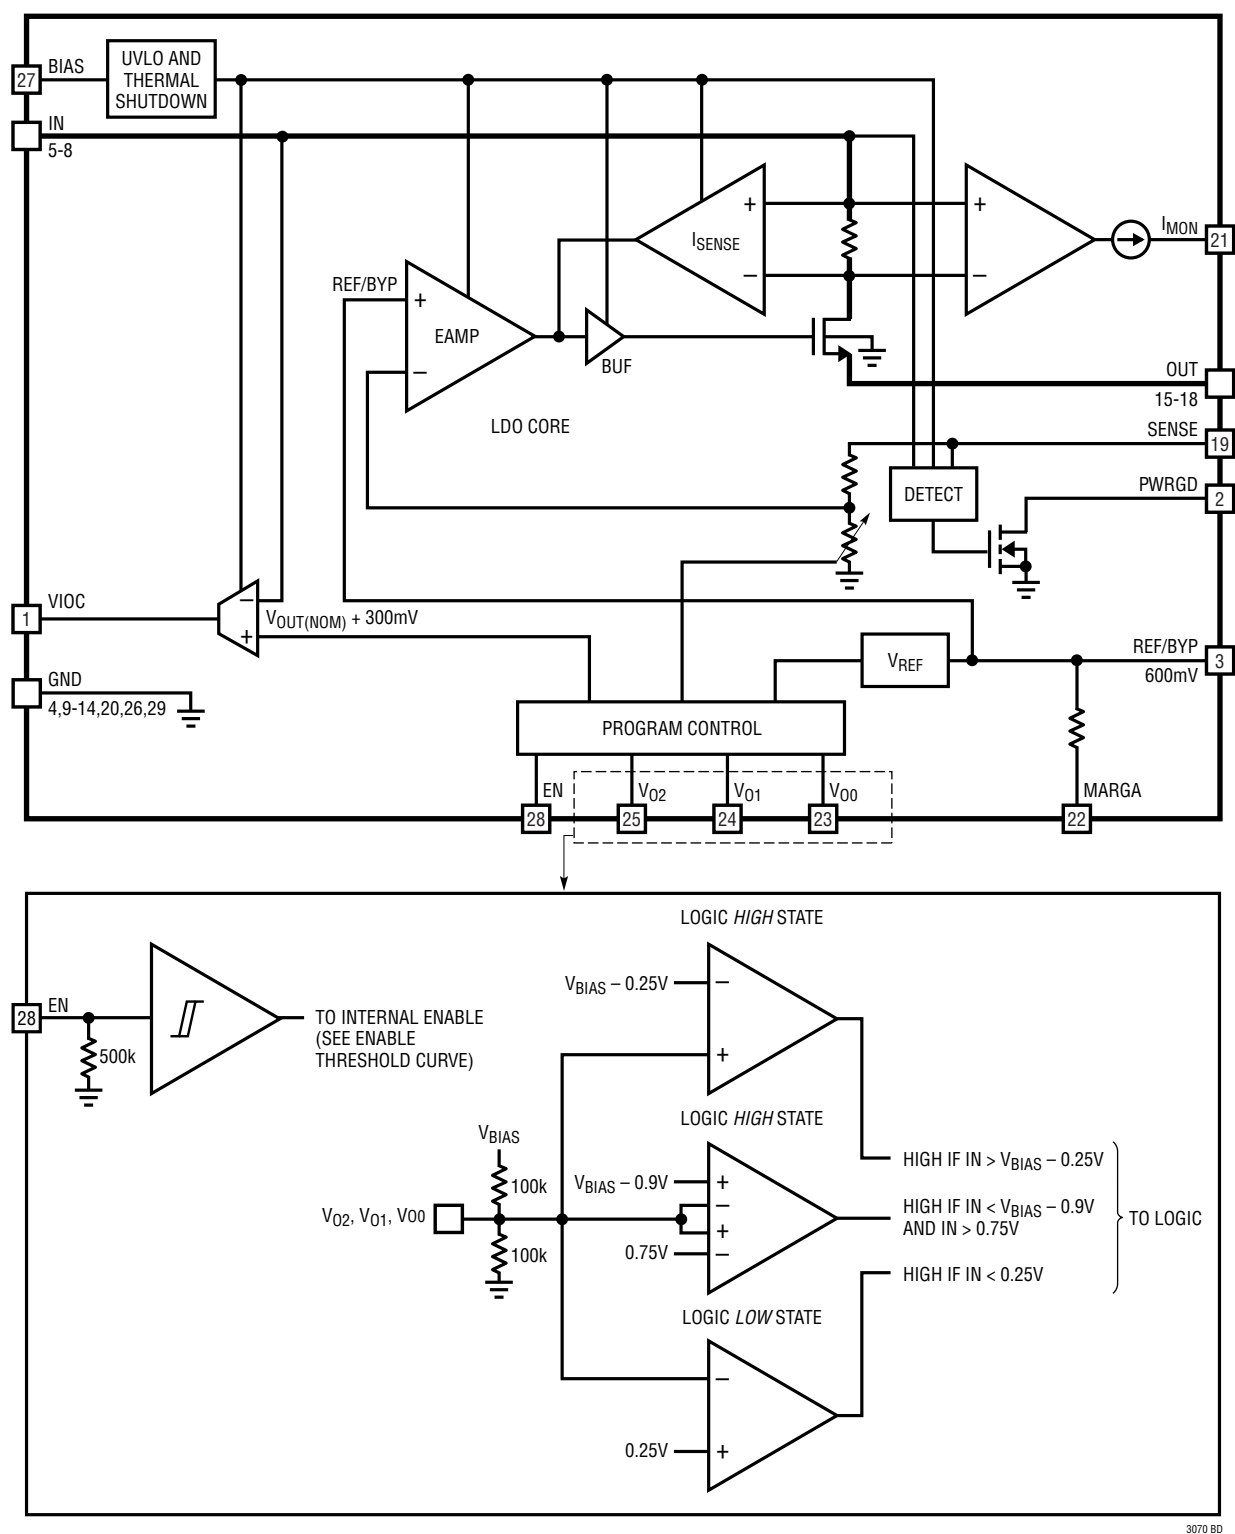 UVLO AND
THERMAL
SHUTDOWN
27
BIAS
IN
5-8
+
–
ISENSE
+
–
IMON
21
REF/BYP
+
–
EAMP
BUF
LDO CORE
OUT
15-18
SENSE
19
DETECT
PWRGD
2
VIOC
1
–
+
VOUT(NOM) + 300mV
VREF
REF/BYP
3
600mV
GND
4,9-14,20,26,29
PROGRAM CONTROL
EN
28
VO2
25
VO1
24
VO0
23
MARGA
22
LOGIC HIGH STATE
VBIAS – 0.25V
–
+
28
EN
500k
TO INTERNAL ENABLE
(SEE ENABLE
THRESHOLD CURVE)
LOGIC HIGH STATE
VBIAS
100k
100k
VO2, VO1, VO0
VBIAS – 0.9V
+
–
+
–
0.75V
HIGH IF IN > VBIAS – 0.25V
HIGH IF IN < VBIAS – 0.9V
AND IN > 0.75V
HIGH IF IN < 0.25V
TO LOGIC
LOGIC LOW STATE
–
+
0.25V
3070 BD